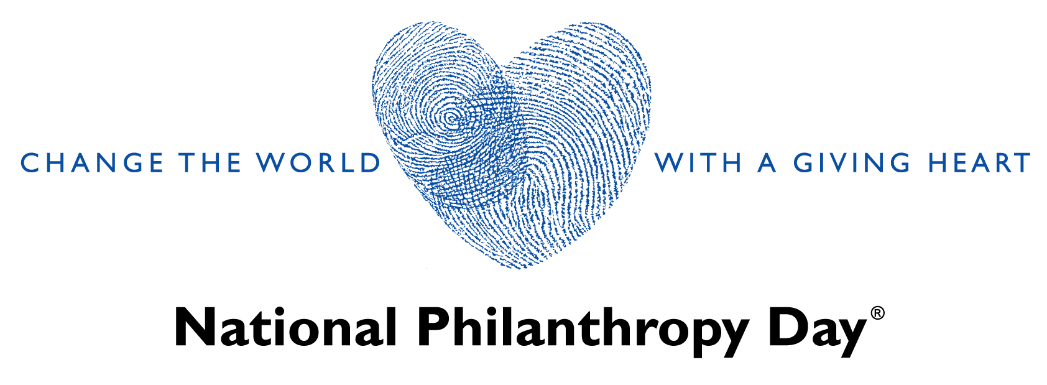 CHANGE THE WORLD WITH A GIVING HEART
National Philanthropy Day®